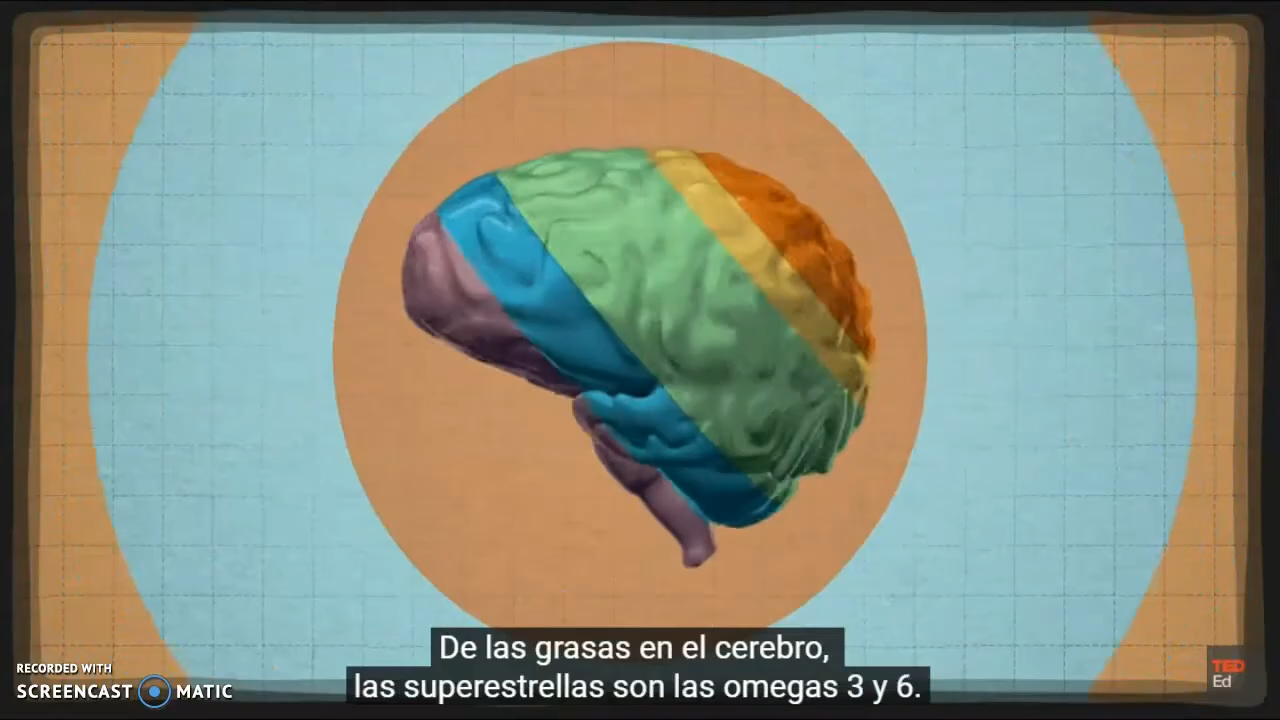 De las grasas en el cerebro,
las superestrellas son las omegas 3 y 6.
RECORDED WITH
SCREENCAST MATIC
TED
Ed